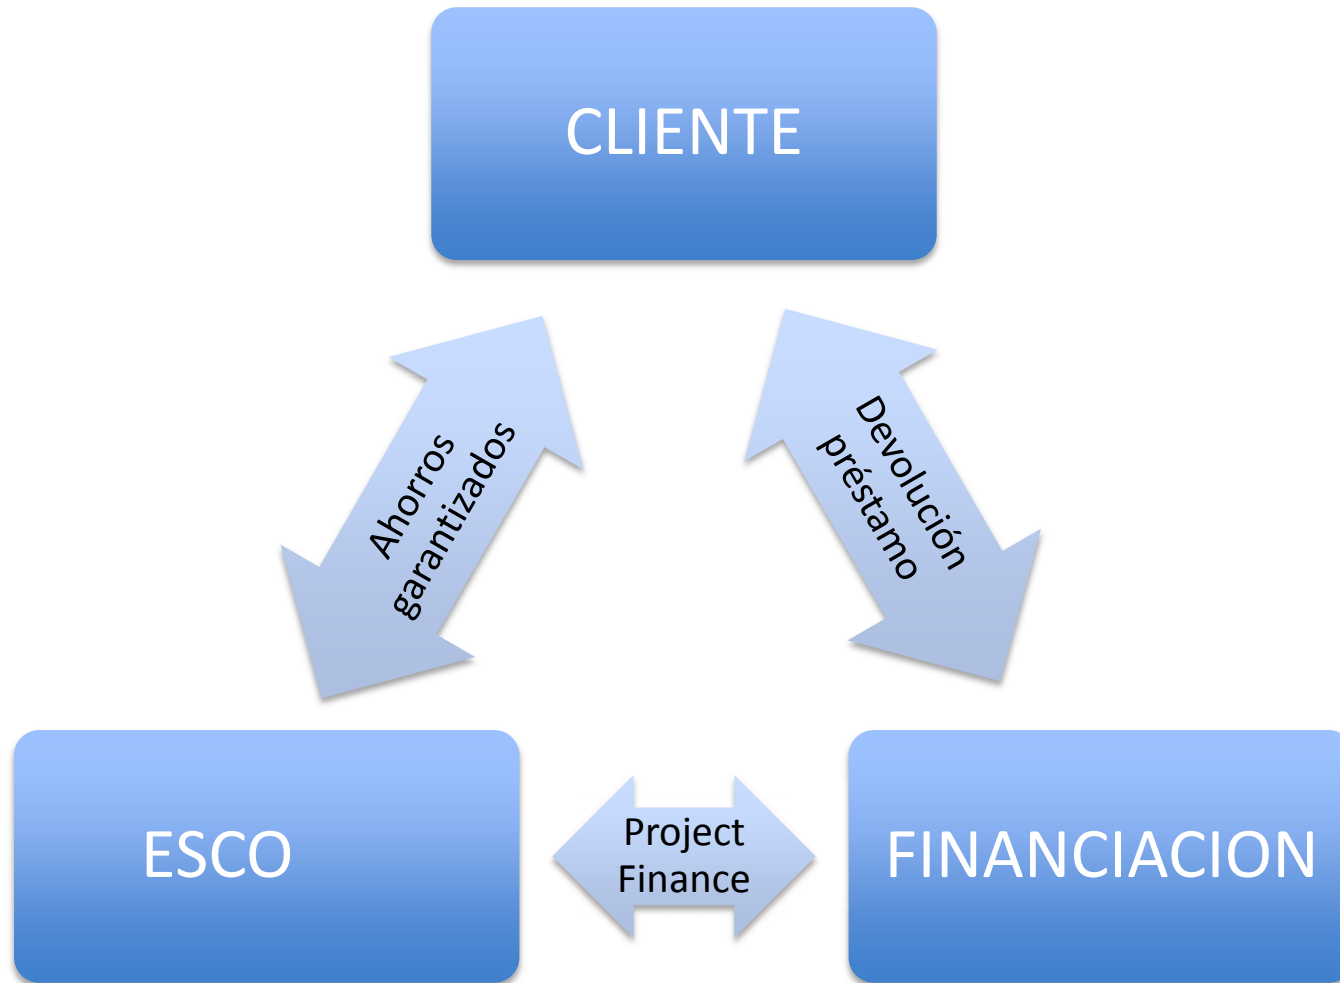 CLIENTE
Ahorros
garantizados
Devolución
préstamo
ESCO
Project
Finance
FINANCIACION